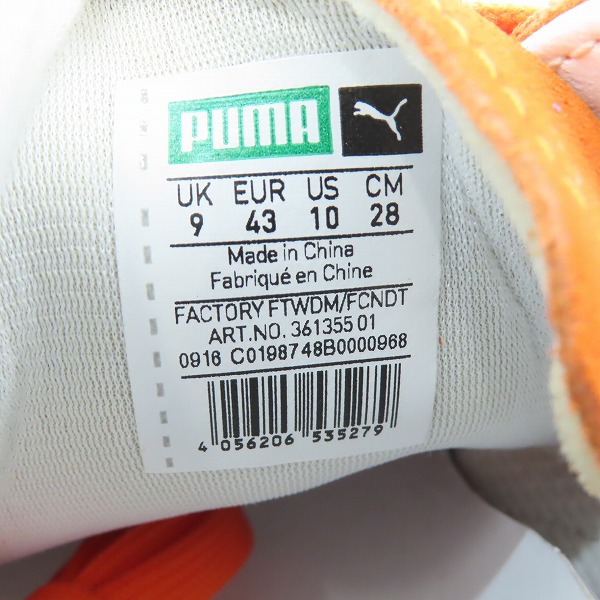 PUMA
UK EUR US CM
9 43 10 28
Made in China
Fabriqué en Chine
FACTORY FTWDM/FCNDT
ART.NO. 361355 01
0916 C0198748B0000968
4 056206 535279